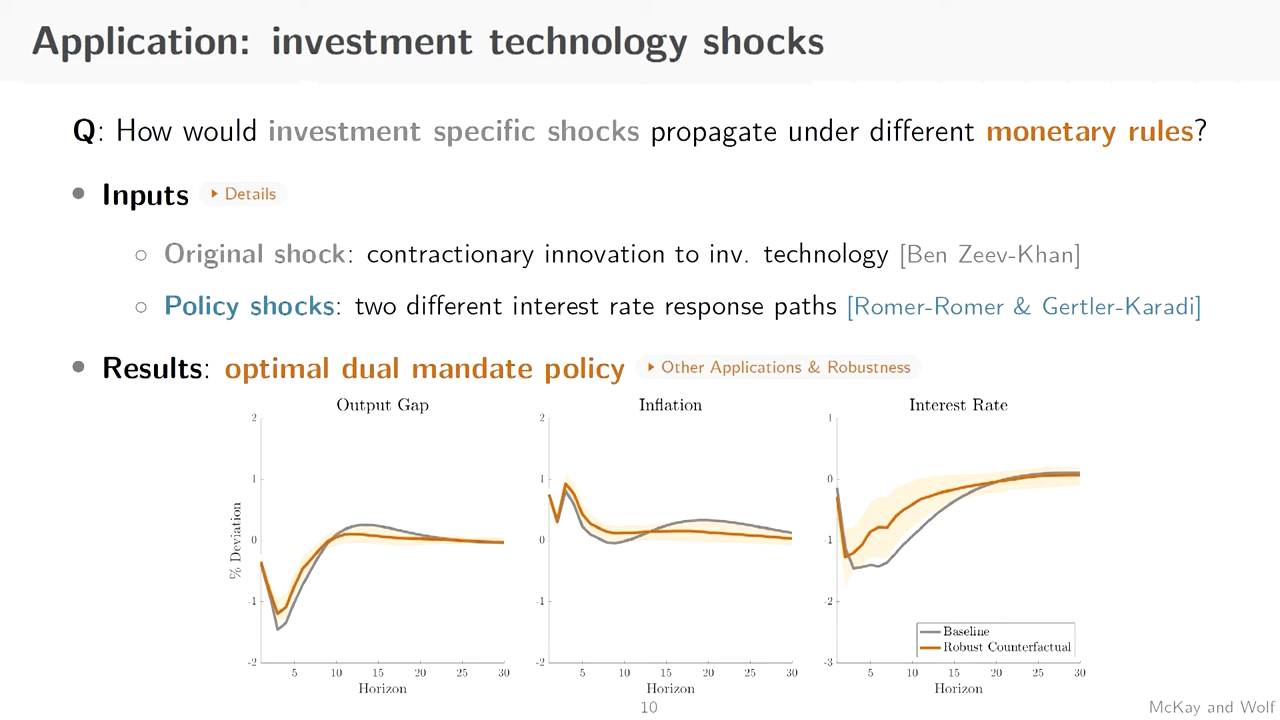 Application: investment technology shocks
Q: How would investment specific shocks propagate under different monetary rules?
• Inputs ▸ Details
○ Original shock: contractionary innovation to inv. technology [Ben Zeev-Khan]
○ Policy shocks: two different interest rate response paths [Romer-Romer & Gertler-Karadi]
• Results: optimal dual mandate policy ▸ Other Applications & Robustness
Output Gap
% Deviation
2
1
0
-1
-2
5 10 15 20 25 30
Horizon
Inflation
2
1
0
-1
-2
5 10 15 20 25 30
Horizon
Interest Rate
1
0
-1
-2
-3
Baseline
Robust Counterfactual
5 10 15 20 25 30
Horizon
10
McKay and Wolf